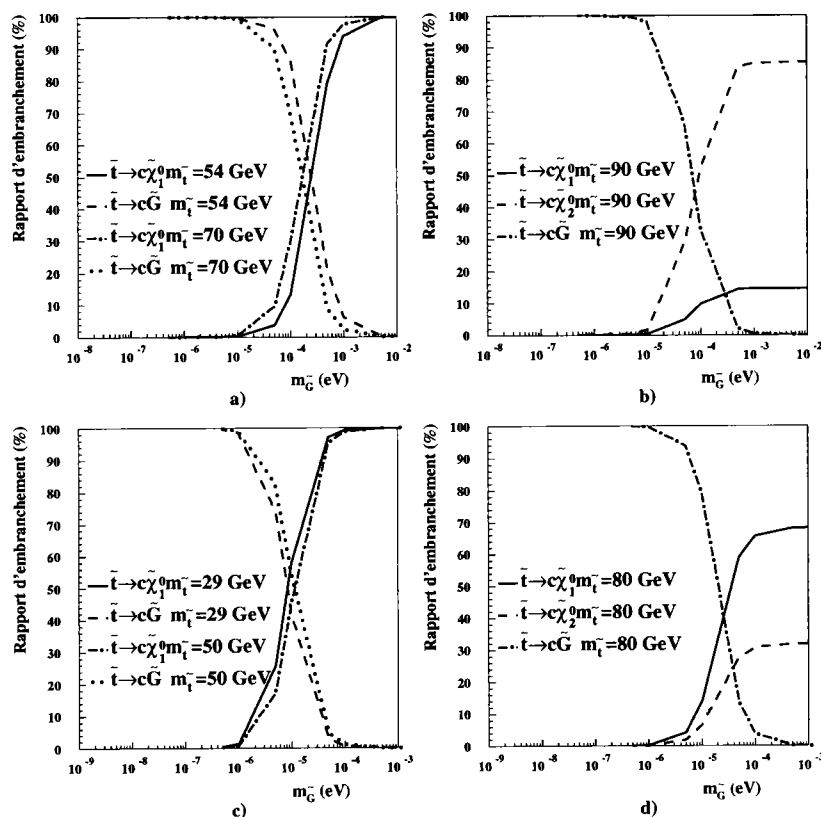 Rapport d'embranchement (%)
100
90
80
70
60
50
40
30
20
10
0
t̃→cχ̃₁⁰ m_t̃=54 GeV
t̃→cG̃ m_t̃=54 GeV
t̃→cχ̃₁⁰ m_t̃=70 GeV
t̃→cG̃ m_t̃=70 GeV
10⁻⁸ 10⁻⁷ 10⁻⁶ 10⁻⁵ 10⁻⁴ 10⁻³ 10⁻²
m_G̃ (eV)
a)
Rapport d'embranchement (%)
100
90
80
70
60
50
40
30
20
10
0
t̃→cχ̃₁⁰ m_t̃=90 GeV
t̃→cχ̃₂⁰ m_t̃=90 GeV
t̃→cG̃ m_t̃=90 GeV
10⁻⁸ 10⁻⁷ 10⁻⁶ 10⁻⁵ 10⁻⁴ 10⁻³ 10⁻²
m_G̃ (eV)
b)
Rapport d'embranchement (%)
100
90
80
70
60
50
40
30
20
10
0
t̃→cχ̃₁⁰ m_t̃=29 GeV
t̃→cG̃ m_t̃=29 GeV
t̃→cχ̃₁⁰ m_t̃=50 GeV
t̃→cG̃ m_t̃=50 GeV
10⁻⁹ 10⁻⁸ 10⁻⁷ 10⁻⁶ 10⁻⁵ 10⁻⁴ 10⁻³
m_G̃ (eV)
c)
Rapport d'embranchement (%)
100
90
80
70
60
50
40
30
20
10
0
t̃→cχ̃₁⁰ m_t̃=80 GeV
t̃→cχ̃₂⁰ m_t̃=80 GeV
t̃→cG̃ m_t̃=80 GeV
10⁻⁹ 10⁻⁸ 10⁻⁷ 10⁻⁶ 10⁻⁵ 10⁻⁴ 10⁻³
m_G̃ (eV)
d)